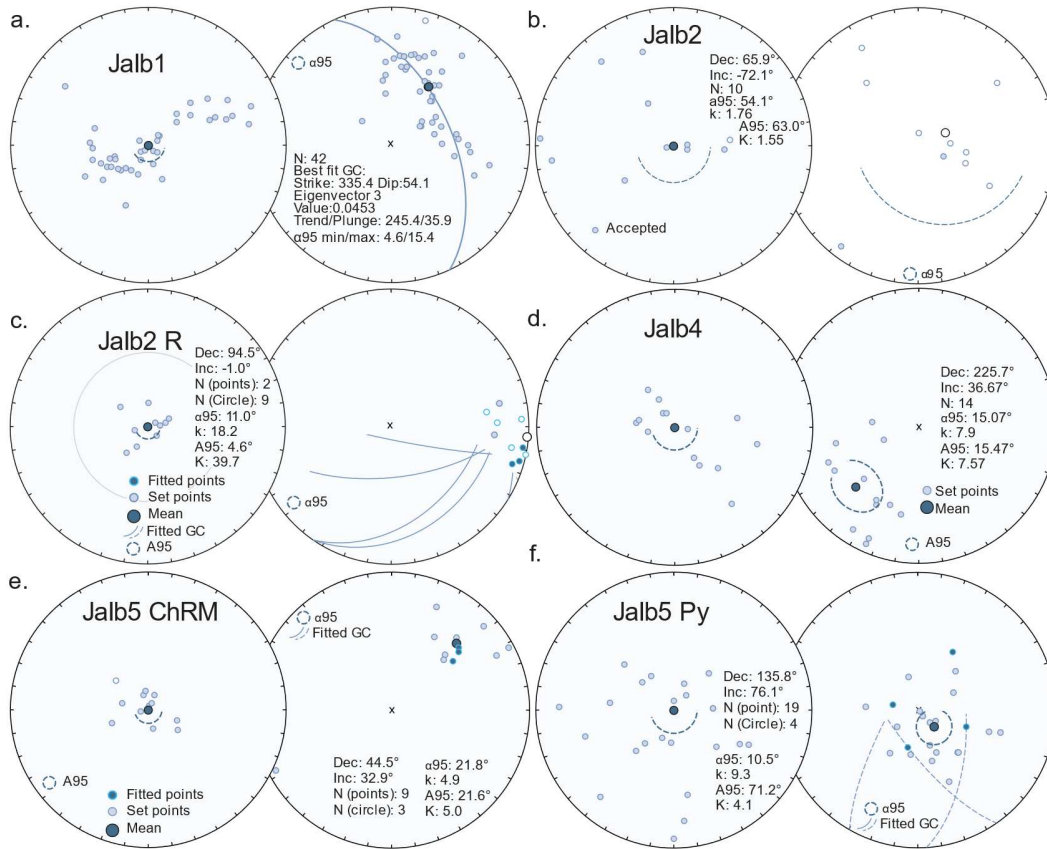 a.
Jalb1
α95
N: 42
Best fit GC:
Strike: 335.4 Dip:54.1
Eigenvector 3
Value:0.0453
Trend/Plunge: 245.4/35.9
α95 min/max: 4.6/15.4
x
b.
Jalb2
Dec: 65.9°
Inc: -72.1°
N: 10
a95: 54.1°
k: 1.76
A95: 63.0°
K: 1.55
Accepted
α95
c.
Jalb2 R
Dec: 94.5°
Inc: -1.0°
N (points): 2
N (Circle): 9
α95: 11.0°
k: 18.2
A95: 4.6°
K: 39.7
Fitted points
Set points
Mean
Fitted GC
A95
x
α95
d.
Jalb4
Dec: 225.7°
Inc: 36.67°
N: 14
α95: 15.07°
k: 7.9
A95: 15.47°
K: 7.57
x
Set points
Mean
A95
e.
Jalb5 ChRM
A95
Fitted points
Set points
Mean
α95
Fitted GC
x
Dec: 44.5°
Inc: 32.9°
N (points): 9
N (circle): 3
α95: 21.8°
k: 4.9
A95: 21.6°
K: 5.0
f.
Jalb5 Py
Dec: 135.8°
Inc: 76.1°
N (point): 19
N (Circle): 4
α95: 10.5°
k: 9.3
A95: 71.2°
K: 4.1
x
α95
Fitted GC